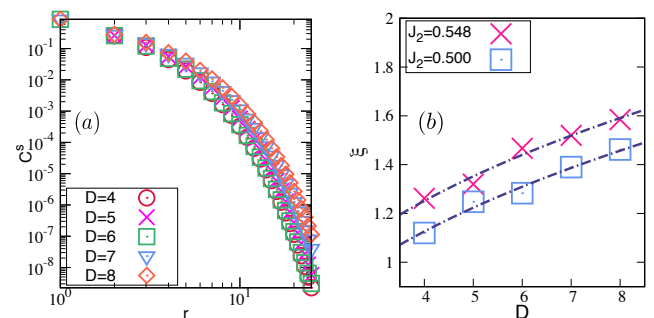 10^-1
10^-2
10^-3
10^-4
10^-5
10^-6
10^-7
10^-8
C^s
(a)
D=4
D=5
D=6
D=7
D=8
10^0
10^1
r
J_2=0.548
J_2=0.500
2
1.8
1.6
1.4
1.2
1
ξ
(b)
4 5 6 7 8
D